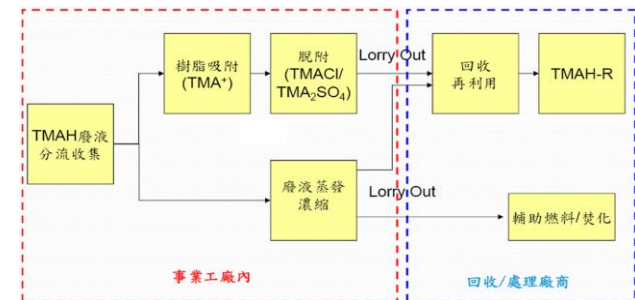 TMAH廢液
分流收集
樹脂吸附
(TMA⁺)
脫附
(TMACl/
TMA₂SO₄)
Lorry Out
回收
再利用
TMAH-R
廢液蒸發
濃縮
Lorry Out
輔助燃料/焚化
事業工廠內
回收/處理廠商